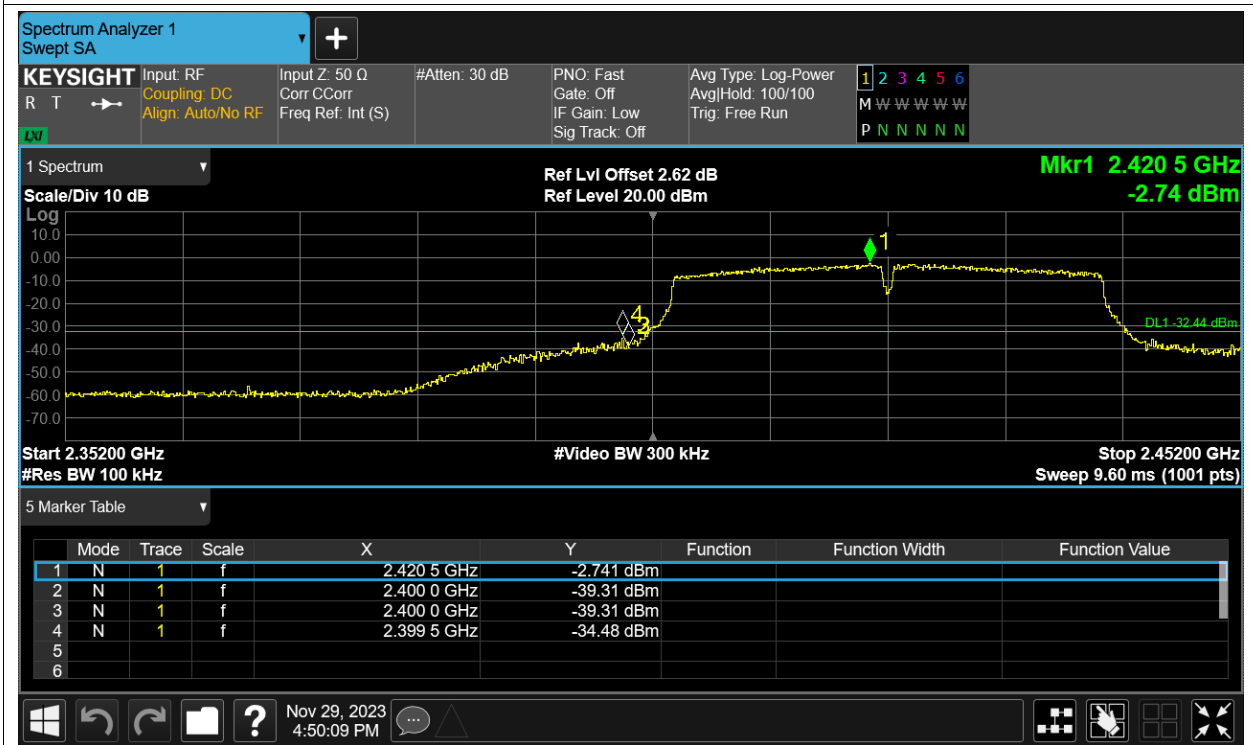 Spectrum Analyzer 1
Swept SA
+
KEYSIGHT Input: RF Input Z: 50 Ω #Atten: 30 dB PNO: Fast Avg Type: Log-Power 1 2 3 4 5 6
R T Coupling: DC Corr CCorr Gate: Off Avg|Hold: 100/100 M W W W W W
Align: Auto/No RF Freq Ref: Int (S) IF Gain: Low Trig: Free Run
LXI Sig Track: Off P N N N N N
1 Spectrum Ref Lvl Offset 2.62 dB Mkr1 2.420 5 GHz
Scale/Div 10 dB Ref Level 20.00 dBm -2.74 dBm
Log
10.0
0.00 1
-10.0
-20.0
-30.0 4 DL1 -32.44 dBm
-40.0
-50.0
-60.0
-70.0
Start 2.35200 GHz #Video BW 300 kHz Stop 2.45200 GHz
#Res BW 100 kHz Sweep 9.60 ms (1001 pts)
5 Marker Table
Mode Trace Scale X Y Function Function Width Function Value
1 N 1 f 2.420 5 GHz -2.741 dBm
2 N 1 f 2.400 0 GHz -39.31 dBm
3 N 1 f 2.400 0 GHz -39.31 dBm
4 N 1 f 2.399 5 GHz -34.48 dBm
5
6
? Nov 29, 2023
4:50:09 PM